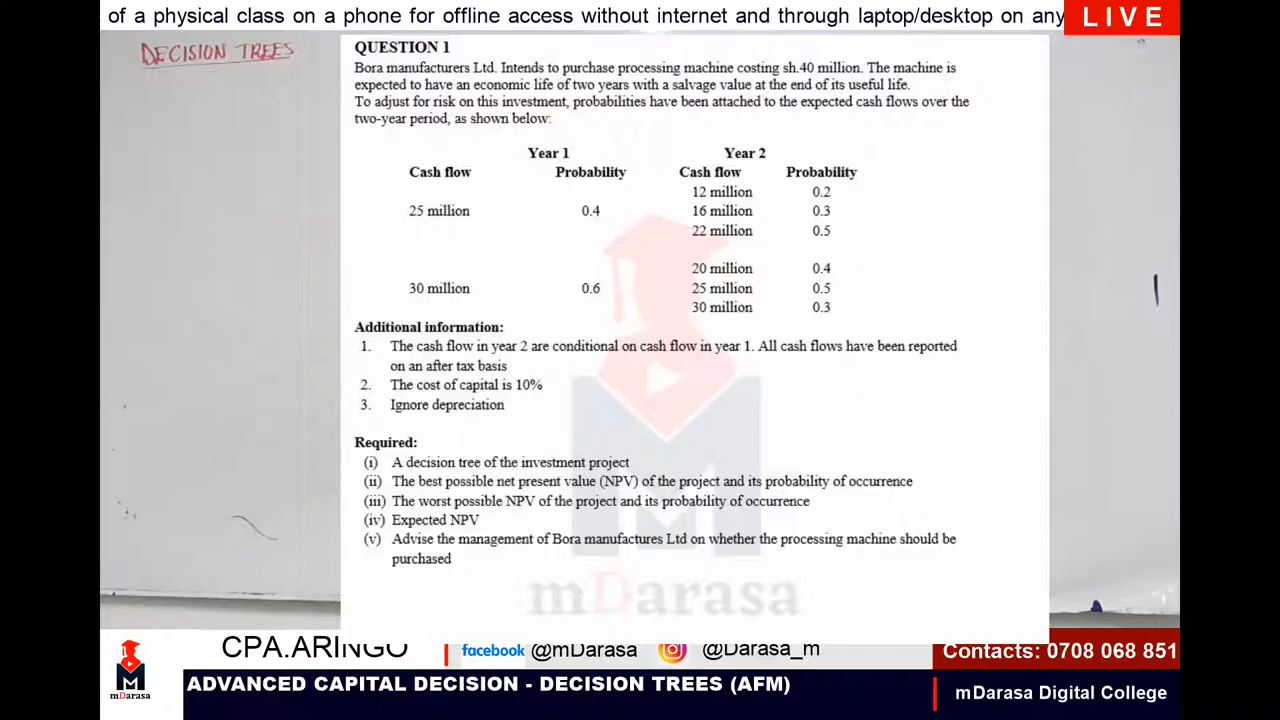 of a physical class on a phone for offline access without internet and through laptop/desktop on any
LIVE
DECISION TREES
QUESTION 1
Bora manufacturers Ltd. Intends to purchase processing machine costing sh.40 million. The machine is
expected to have an economic life of two years with a salvage value at the end of its useful life.
To adjust for risk on this investment, probabilities have been attached to the expected cash flows over the
two-year period, as shown below:
Year 1 Year 2
Cash flow Probability Cash flow Probability
12 million 0.2
25 million 0.4 16 million 0.3
22 million 0.5
20 million 0.4
30 million 0.6 25 million 0.5
30 million 0.3
Additional information:
1. The cash flow in year 2 are conditional on cash flow in year 1. All cash flows have been reported
on an after tax basis
2. The cost of capital is 10%
3. Ignore depreciation
Required:
(i) A decision tree of the investment project
(ii) The best possible net present value (NPV) of the project and its probability of occurrence
(iii) The worst possible NPV of the project and its probability of occurrence
(iv) Expected NPV
(v) Advise the management of Bora manufactures Ltd on whether the processing machine should be
purchased
mDarasa
CPA.ARINGO
facebook @mDarasa @Darasa_m
Contacts: 0708 068 851
mDarasa
ADVANCED CAPITAL DECISION - DECISION TREES (AFM)
mDarasa Digital College